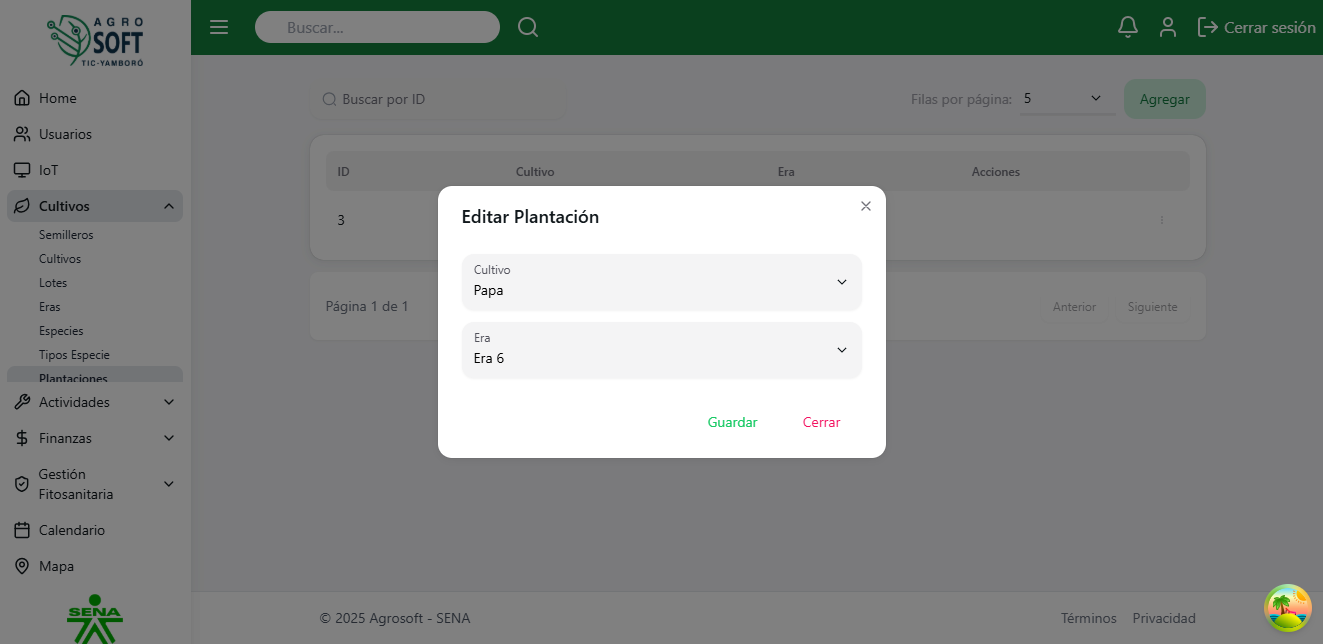 AGRO
SOFT
TIC-YAMBORÓ
Home
Usuarios
IoT
Cultivos
Semilleros
Cultivos
Lotes
Eras
Especies
Tipos Especie
Plantaciones
Actividades
Finanzas
Gestión
Fitosanitaria
Calendario
Mapa
SENA
Buscar...
Cerrar sesión
Buscar por ID
Filas por página: 5
Agregar
ID Cultivo Era Acciones
3
Página 1 de 1
Anterior Siguiente
Editar Plantación
Cultivo
Papa
Era
Era 6
Guardar Cerrar
© 2025 Agrosoft - SENA
Términos Privacidad